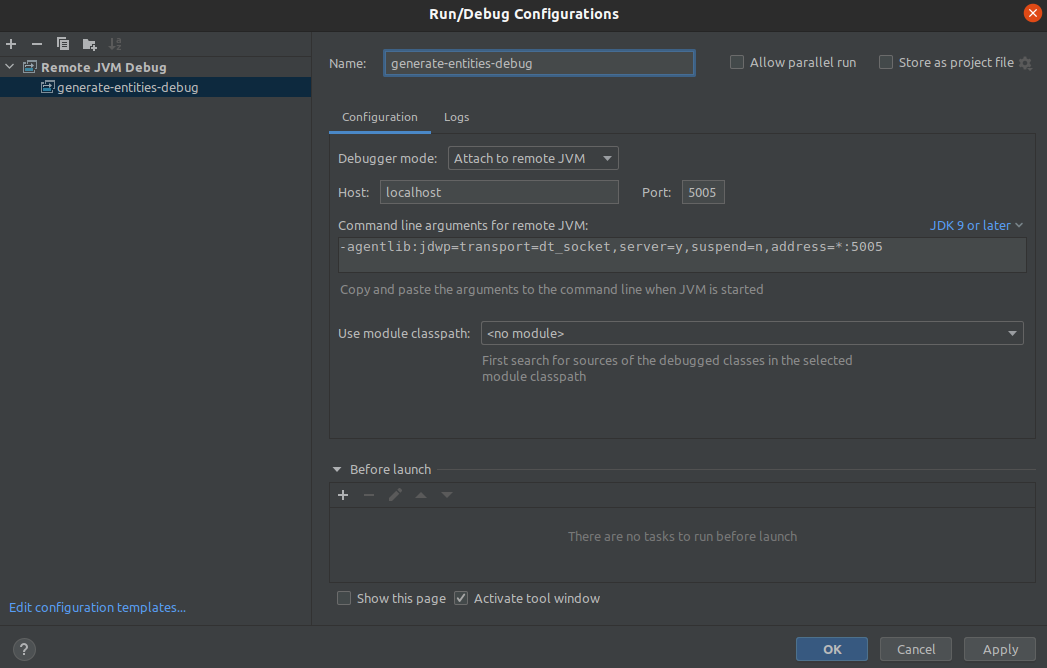 Run/Debug Configurations
Remote JVM Debug
generate-entities-debug
Name: generate-entities-debug Allow parallel run Store as project file
Configuration Logs
Debugger mode: Attach to remote JVM
Host: localhost Port: 5005
Command line arguments for remote JVM: JDK 9 or later
-agentlib:jdwp=transport=dt_socket,server=y,suspend=n,address=*:5005
Copy and paste the arguments to the command line when JVM is started
Use module classpath: <no module>
First search for sources of the debugged classes in the selected
module classpath
Before launch
There are no tasks to run before launch
Show this page Activate tool window
Edit configuration templates...
? OK Cancel Apply